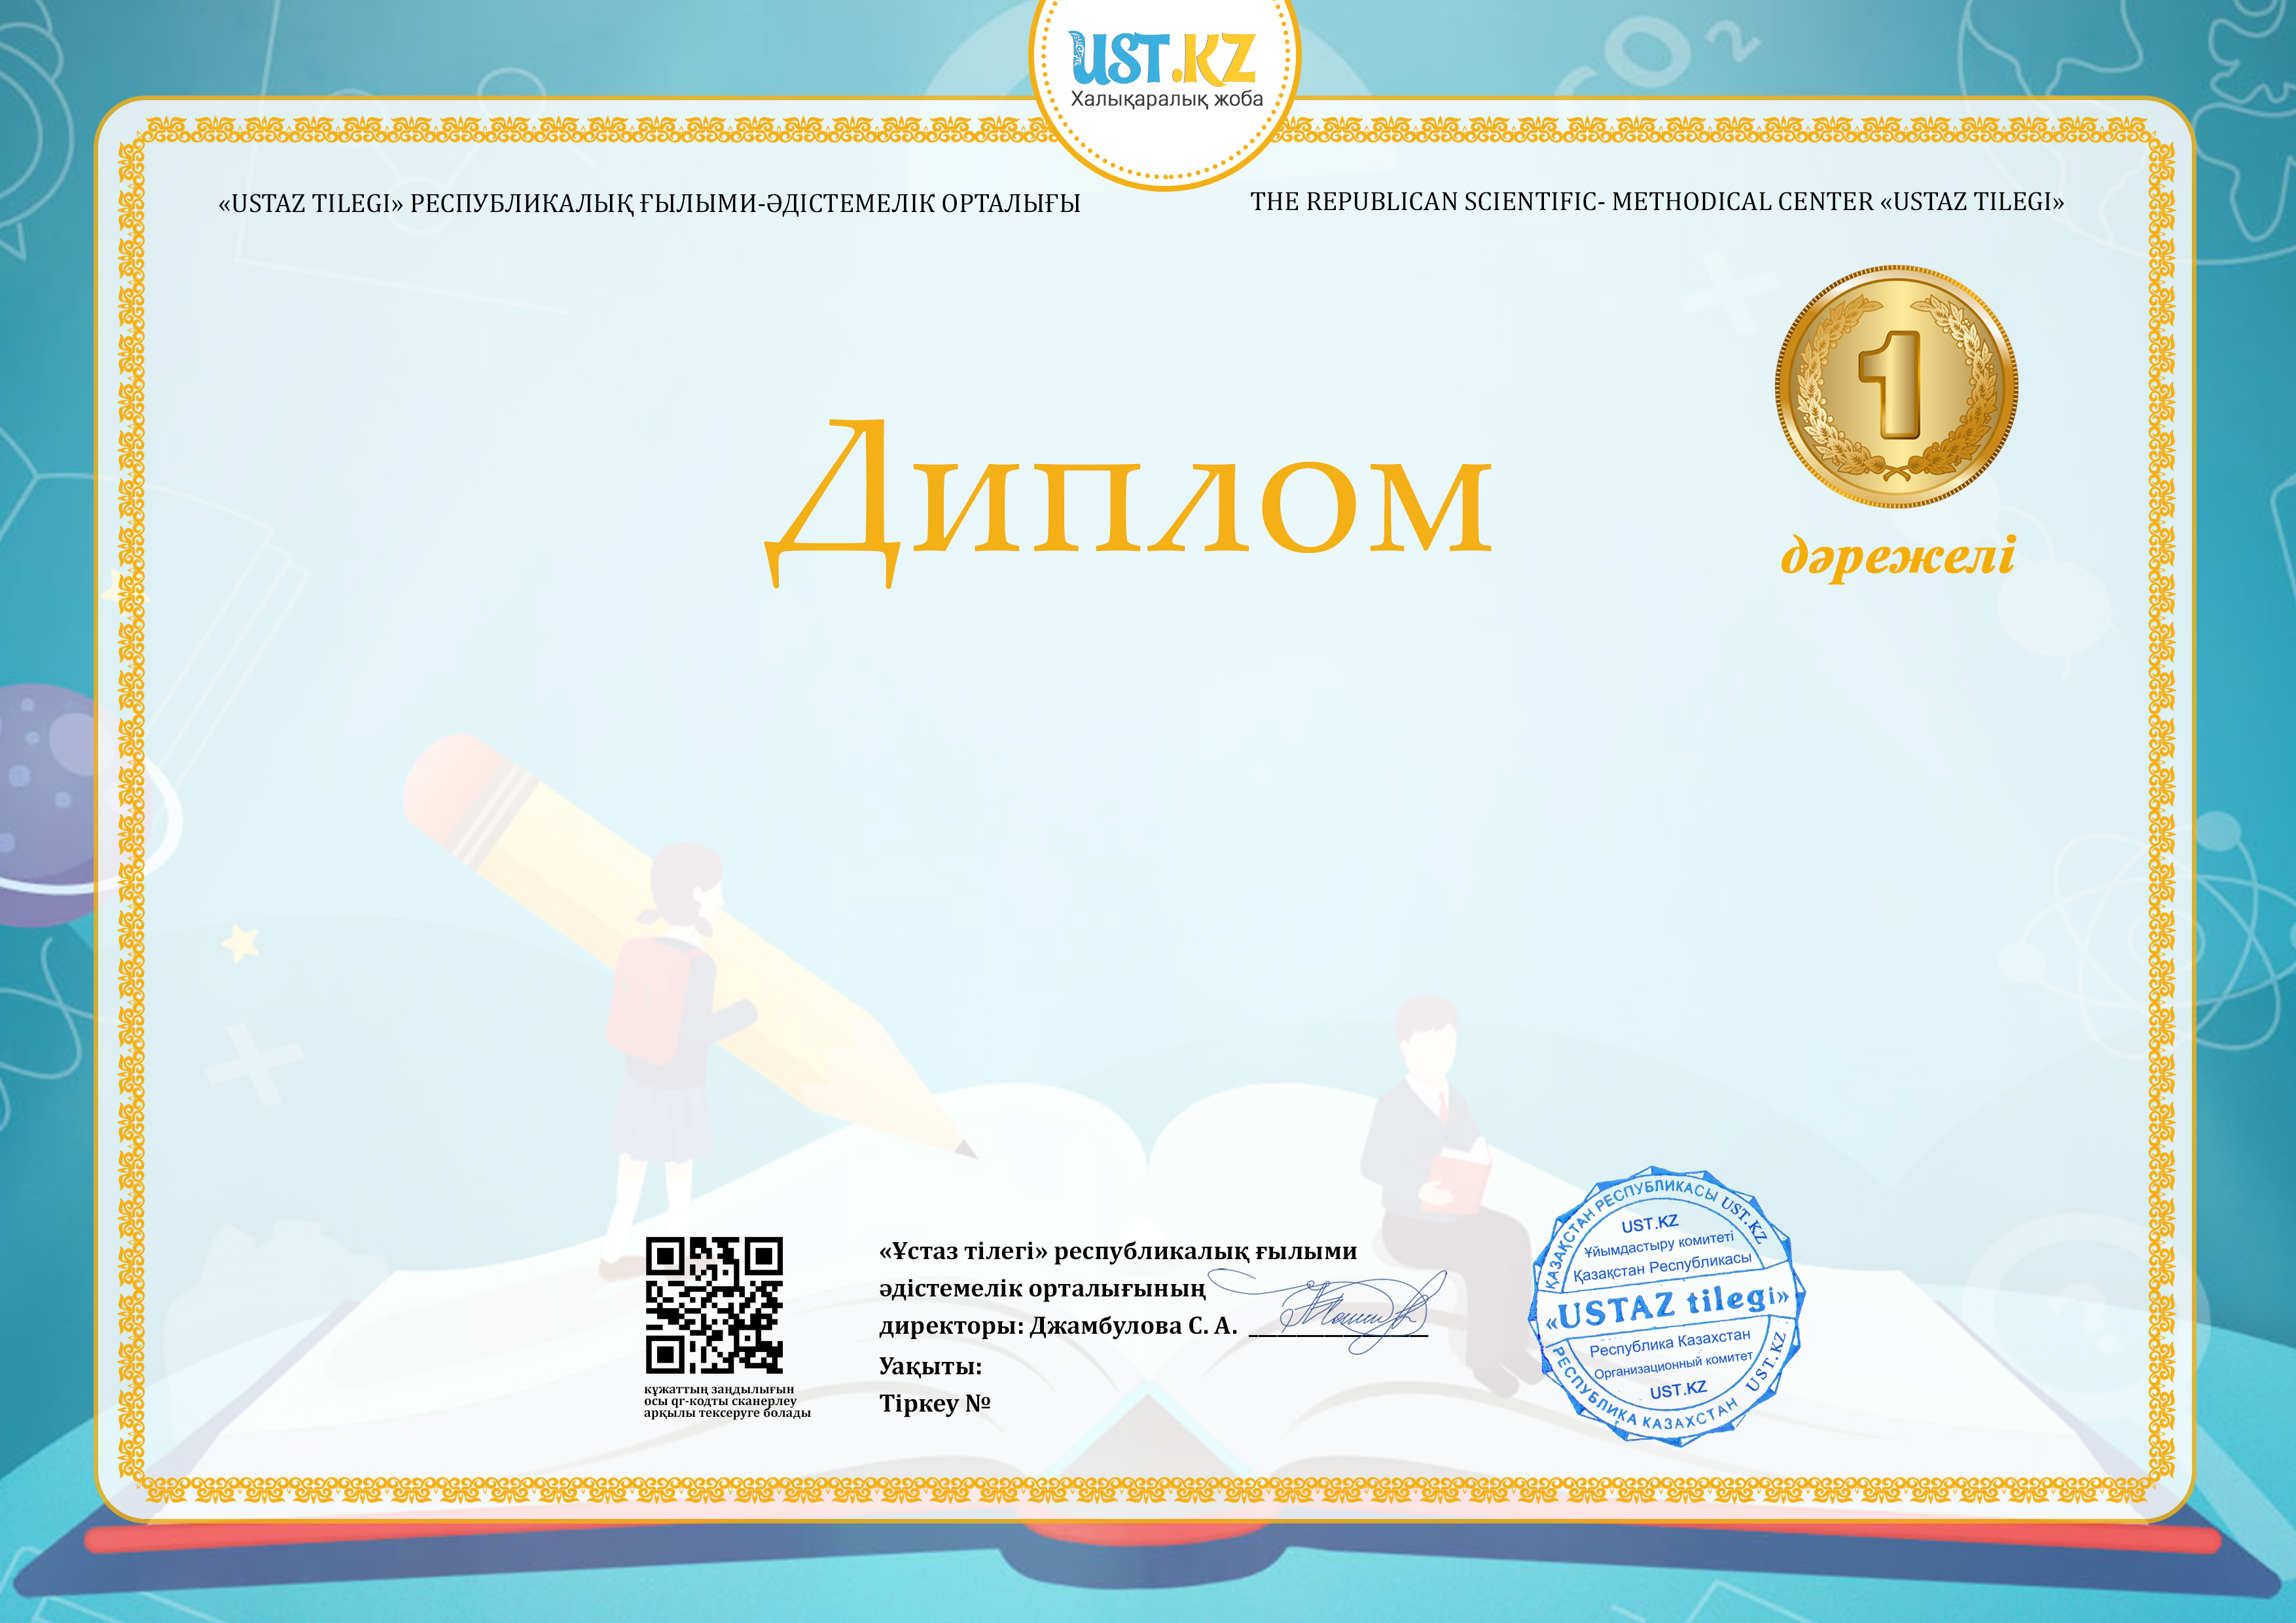 UST.KZ
Халықаралық жоба
«USTAZ TILEGI» РЕСПУБЛИКАЛЫҚ ҒЫЛЫМИ-ӘДІСТЕМЕЛІК ОРТАЛЫҒЫ
THE REPUBLICAN SCIENTIFIC- METHODICAL CENTER «USTAZ TILEGI»
CO2
1
Диплом
дәрежелі
«Ұстаз тілегі» республикалық ғылыми
әдістемелік орталығының
директоры: Джамбулова С. А.
Уақыты:
Тіркеу №
құжаттың заңдылығын
осы qr-кодты сканерлеу
арқылы тексеруге болады
ҚАЗАҚСТАН РЕСПУБЛИКАСЫ UST.KZ
UST.KZ
Ұйымдастыру комитеті
Қазақстан Республикасы
«USTAZ tilegi»
Республика Казахстан
Организационный комитет
UST.KZ
РЕСПУБЛИКА КАЗАХСТАН UST.KZ